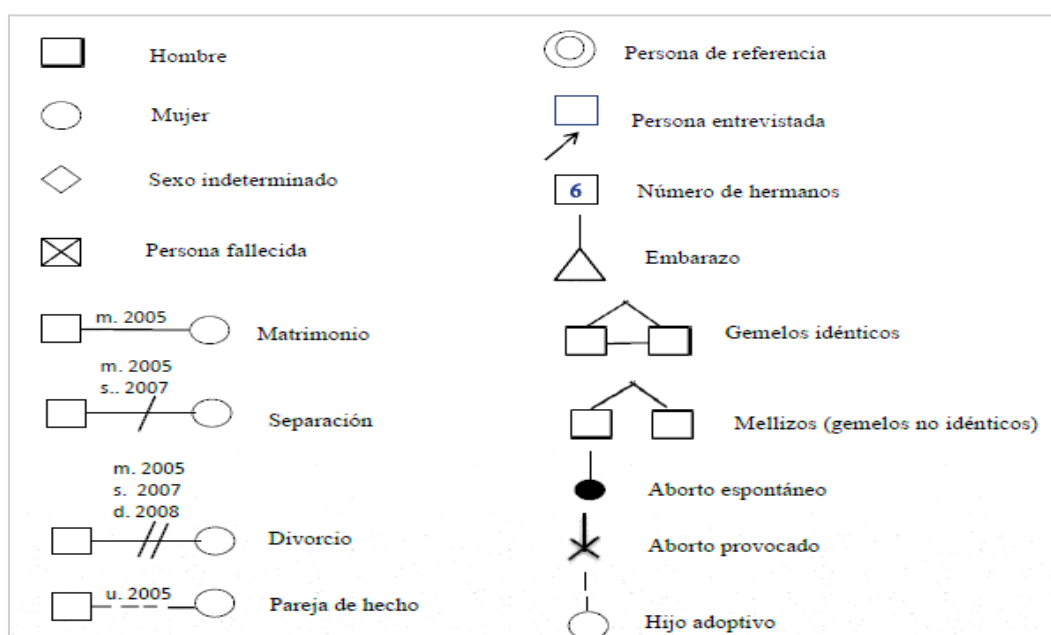 Hombre
Mujer
Sexo indeterminado
Persona fallecida
m. 2005
Matrimonio
m. 2005
s.. 2007
Separación
m. 2005
s. 2007
d. 2008
Divorcio
u. 2005
Pareja de hecho
Persona de referencia
Persona entrevistada
6
Número de hermanos
Embarazo
Gemelos idénticos
Mellizos (gemelos no idénticos)
Aborto espontáneo
Aborto provocado
Hijo adoptivo